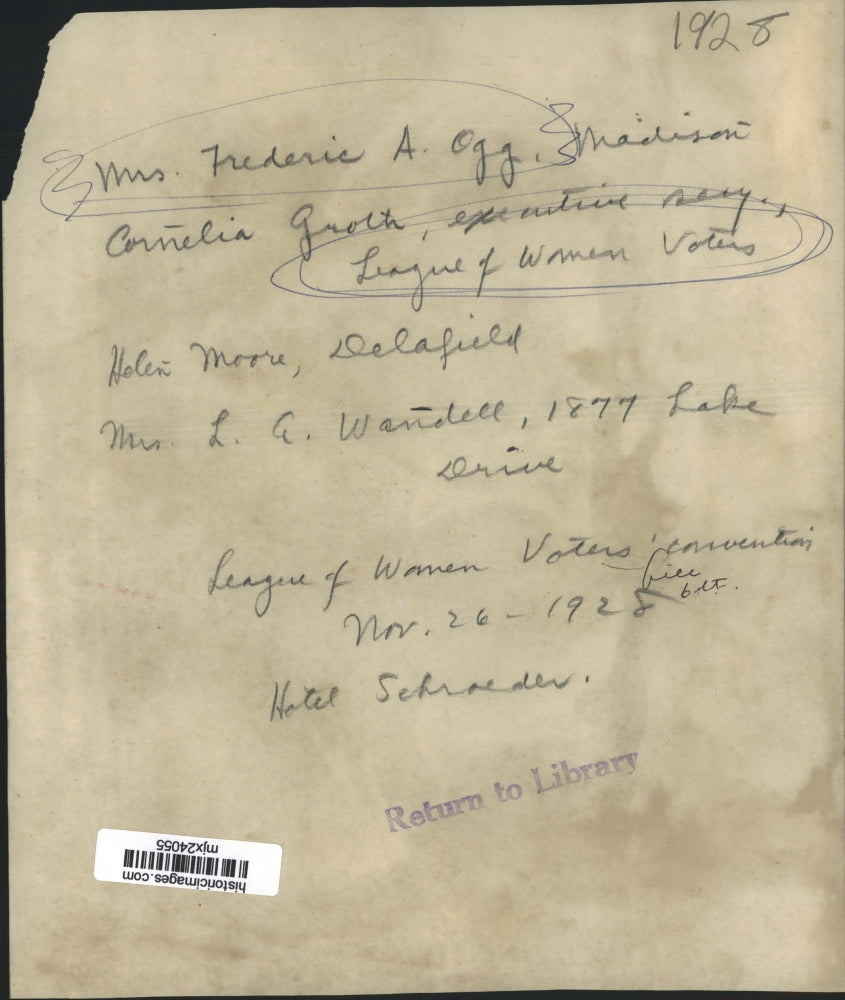 1928
Mrs. Frederic A. Ogg, Madison
Cornelia Groth, executive secy.,
League of Women Voters
Helen Moore, Delafield
Mrs. L. A. Wandell, 1877 Lake
Drive
League of Women Voters' convention
file
Nov. 26 - 1928
Hotel Schroeder.
Return to Library
historicimages.com
mjx24055